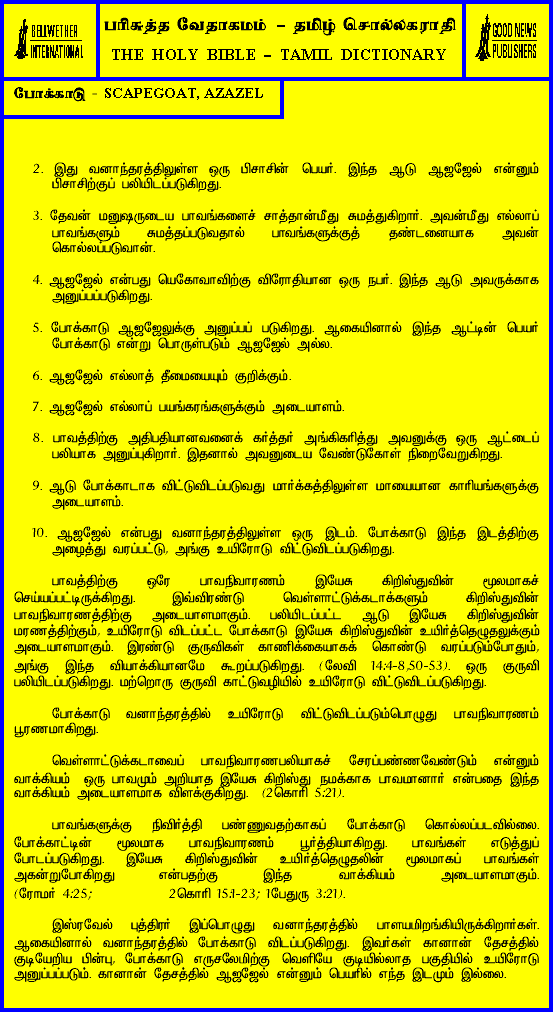 BELLWETHER
INTERNATIONAL
பரிசுத்த வேதாகமம் - தமிழ் சொல்லகராதி
THE HOLY BIBLE - TAMIL DICTIONARY
GOOD NEWS
PUBLISHERS
போக்காடு - SCAPEGOAT, AZAZEL
2. இது வனாந்தரத்திலுள்ள ஒரு பிசாசின் பெயர். இந்த ஆடு ஆஜஜேல் என்னும்
பிசாசிற்குப் பலியிடப்படுகிறது.
3. தேவன் மனுஷருடைய பாவங்களைச் சாத்தான்மீது சுமத்துகிறார். அவன்மீது எல்லாப்
பாவங்களும் சுமத்தப்படுவதால் பாவங்களுக்குத் தண்டனையாக அவன்
கொல்லப்படுவான்.
4. ஆஜஜேல் என்பது யெகோவாவிற்கு விரோதியான ஒரு நபர். இந்த ஆடு அவருக்காக
அனுப்பப்படுகிறது.
5. போக்காடு ஆஜஜேலுக்கு அனுப்பப் படுகிறது. ஆகையினால் இந்த ஆட்டின் பெயர்
போக்காடு என்று பொருள்படும் ஆஜஜேல் அல்ல.
6. ஆஜஜேல் எல்லாத் தீமையையும் குறிக்கும்.
7. ஆஜஜேல் எல்லாப் பயங்கரங்களுக்கும் அடையாளம்.
8. பாவத்திற்கு அதிபதியானவனைக் கர்த்தர் அங்கிகரித்து அவனுக்கு ஒரு ஆட்டைப்
பலியாக அனுப்புகிறார். இதனால் அவனுடைய வேண்டுகோள் நிறைவேறுகிறது.
9. ஆடு போக்காடாக விட்டுவிடப்படுவது மார்க்கத்திலுள்ள மாயையான காரியங்களுக்கு
அடையாளம்.
10. ஆஜஜேல் என்பது வனாந்தரத்திலுள்ள ஒரு இடம். போக்காடு இந்த இடத்திற்கு
அழைத்து வரப்பட்டு, அங்கு உயிரோடு விட்டுவிடப்படுகிறது.
பாவத்திற்கு ஒரே பாவநிவாரணம் இயேசு கிறிஸ்துவின் மூலமாகச்
செய்யப்பட்டிருக்கிறது. இவ்விரண்டு வெள்ளாட்டுக்கடாக்களும் கிறிஸ்துவின்
பாவநிவாரணத்திற்கு அடையாளமாகும். பலியிடப்பட்ட ஆடு இயேசு கிறிஸ்துவின்
மரணத்திற்கும், உயிரோடு விடப்பட்ட போக்காடு இயேசு கிறிஸ்துவின் உயிர்த்தெழுதலுக்கும்
அடையாளமாகும். இரண்டு குருவிகள் காணிக்கையாகக் கொண்டு வரப்படும்போதும்,
அங்கு இந்த வியாக்கியானமே கூறப்படுகிறது. (லேவி 14:4-8,50-53). ஒரு குருவி
பலியிடப்படுகிறது. மற்றொரு குருவி காட்டுவழியில் உயிரோடு விட்டுவிடப்படுகிறது.
போக்காடு வனாந்தரத்தில் உயிரோடு விட்டுவிடப்படும்பொழுது பாவநிவாரணம்
பூரணமாகிறது.
வெள்ளாட்டுக்கடாவைப் பாவநிவாரணபலியாகச் சேரப்பண்ணவேண்டும் என்னும்
வாக்கியம் ஒரு பாவமும் அறியாத இயேசு கிறிஸ்து நமக்காக பாவமானார் என்பதை இந்த
வாக்கியம் அடையாளமாக விளக்குகிறது. (2கொரி 5:21).
பாவங்களுக்கு நிவிர்த்தி பண்ணுவதற்காகப் போக்காடு கொல்லப்படவில்லை.
போக்காட்டின் மூலமாக பாவநிவாரணம் பூர்த்தியாகிறது. பாவங்கள் எடுத்துப்
போடப்படுகிறது. இயேசு கிறிஸ்துவின் உயிர்த்தெழுதலின் மூலமாகப் பாவங்கள்
அகன்றுபோகிறது என்பதற்கு இந்த வாக்கியம் அடையாளமாகும்.
(ரோமர் 4:25; 2கொரி 15:1-23; 1பேதுரு 3:21).
இஸ்ரவேல் புத்திரர் இப்பொழுது வனாந்தரத்தில் பாளயமிறங்கியிருக்கிறார்கள்.
ஆகையினால் வனாந்தரத்தில் போக்காடு விடப்படுகிறது. இவர்கள் கானான் தேசத்தில்
குடியேறிய பின்பு, போக்காடு எருசலேமிற்கு வெளியே குடியில்லாத பகுதியில் உயிரோடு
அனுப்பப்படும். கானான் தேசத்தில் ஆஜஜேல் என்னும் பெயரில் எந்த இடமும் இல்லை.